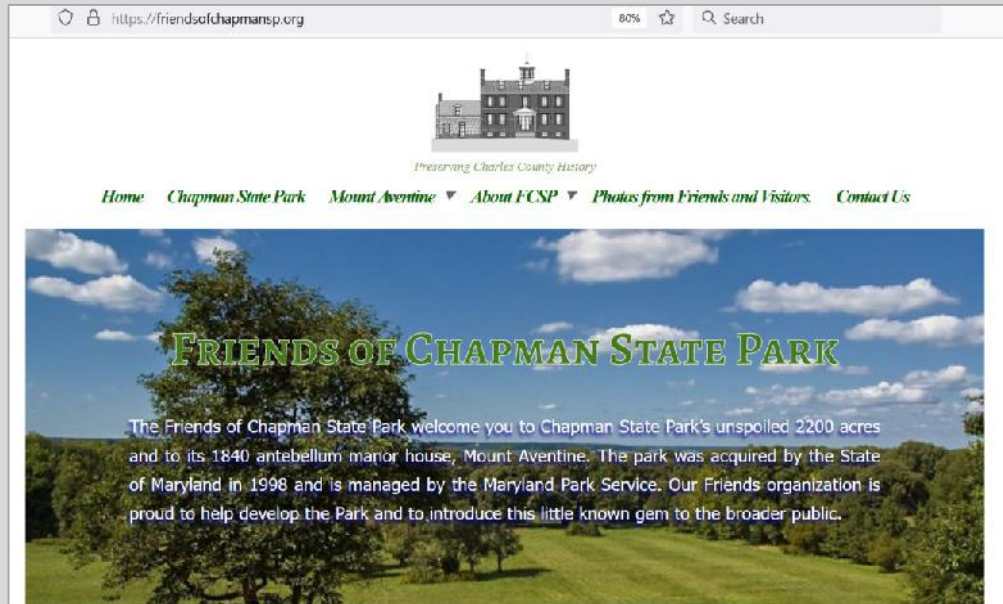 https://friendsofchapmansp.org
80%
Search
Preserving Charles County History
Home Chapman State Park Mount Aventine About FCSP Photos from Friends and Visitors. Contact Us
FRIENDS OF CHAPMAN STATE PARK
The Friends of Chapman State Park welcome you to Chapman State Park's unspoiled 2200 acres
and to its 1840 antebellum manor house, Mount Aventine. The park was acquired by the State
of Maryland in 1998 and is managed by the Maryland Park Service. Our Friends organization is
proud to help develop the Park and to introduce this little known gem to the broader public.